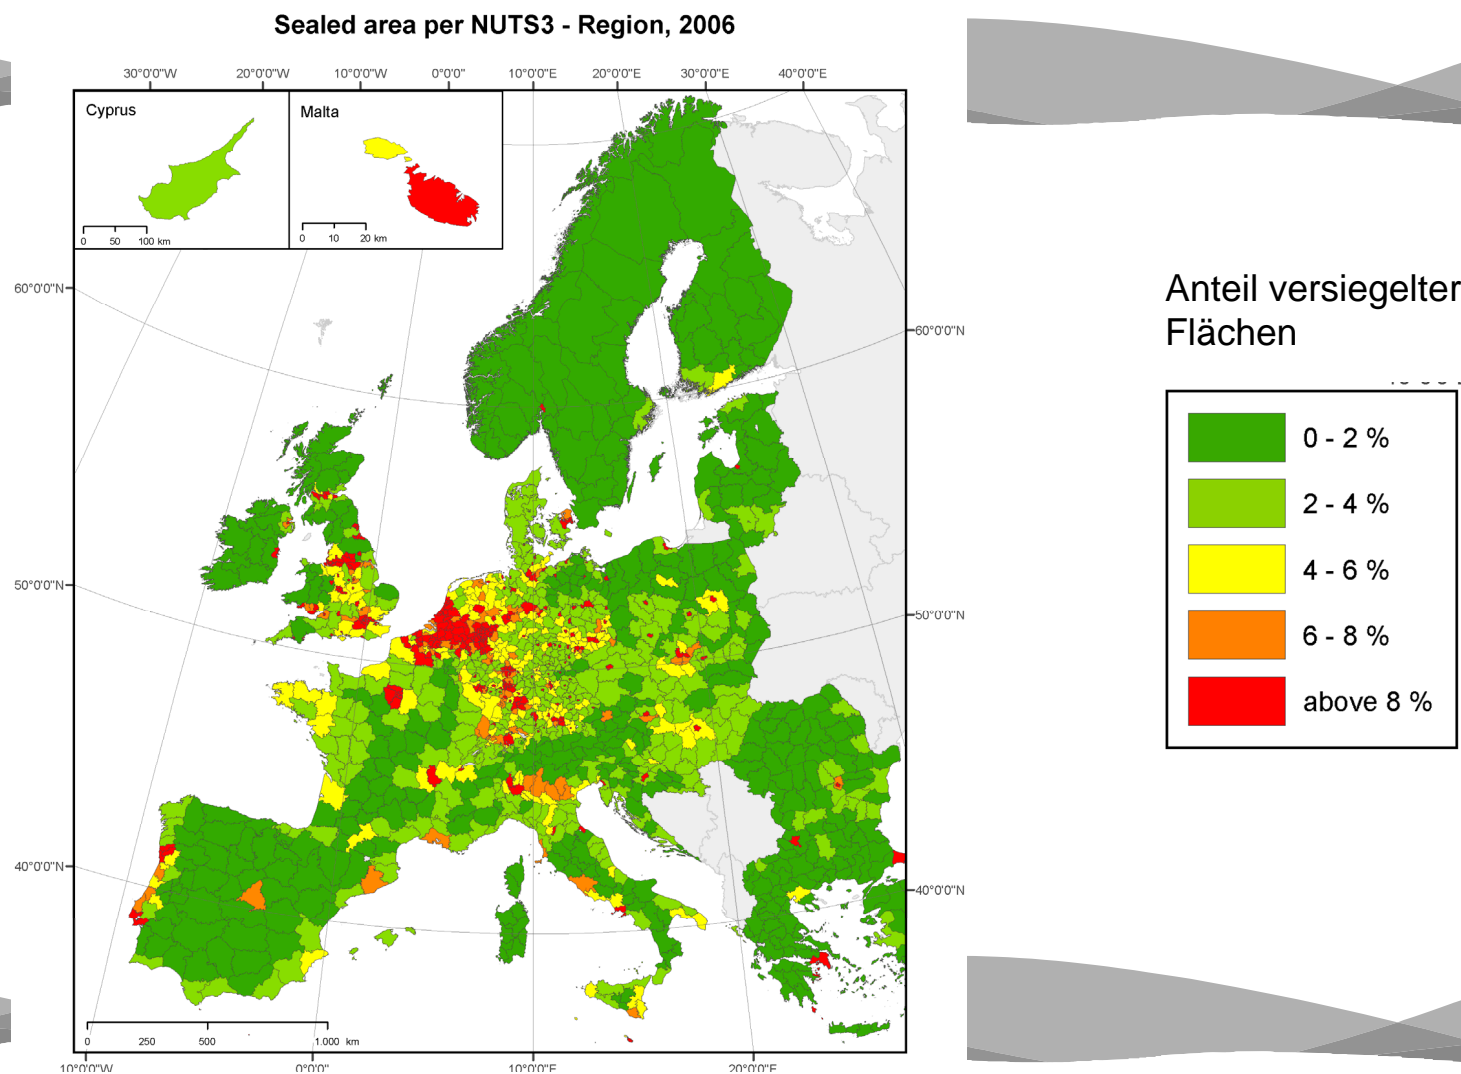 Sealed area per NUTS3 - Region, 2006
30°0'0"W 20°0'0"W 10°0'0"W 0°0'0" 10°0'0"E 20°0'0"E 30°0'0"E 40°0'0"E
Cyprus
Malta
0 50 100 km
0 10 20 km
60°0'0"N
60°0'0"N
50°0'0"N
50°0'0"N
40°0'0"N
40°0'0"N
0 250 500 1.000 km
10°0'0"W 0°0'0" 10°0'0"E 20°0'0"E
Anteil versiegelter
Flächen
0 - 2 %
2 - 4 %
4 - 6 %
6 - 8 %
above 8 %